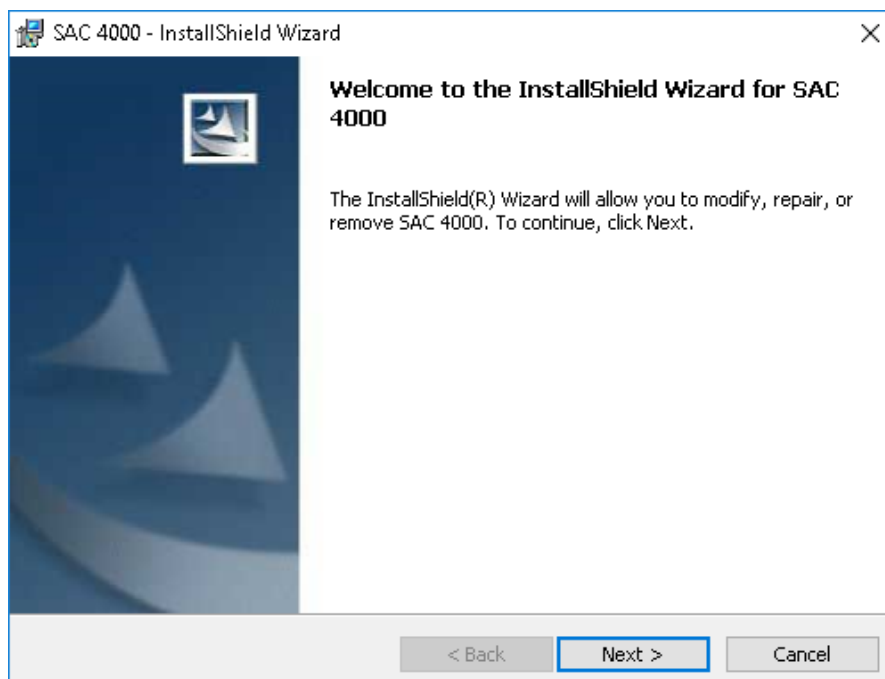 SAC 4000 - InstallShield Wizard
Welcome to the InstallShield Wizard for SAC
4000
The InstallShield(R) Wizard will allow you to modify, repair, or
remove SAC 4000. To continue, click Next.
< Back Next > Cancel